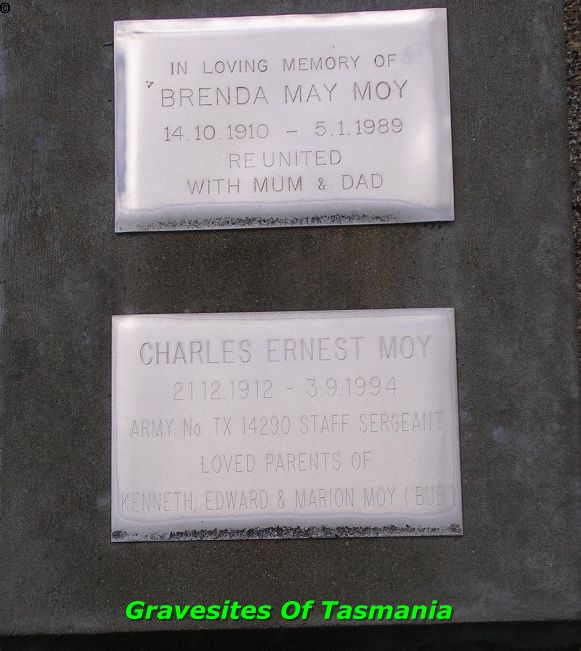 ©
IN LOVING MEMORY OF
BRENDA MAY MOY
14.10.1910 - 5.1.1989
REUNITED
WITH MUM & DAD
CHARLES ERNEST MOY
21.12.1912 - 3.9.1994
ARMY No. TX 14290 STAFF SERGEANT
LOVED PARENTS OF
KENNETH, EDWARD & MARION MOY ("BUB")
Gravesites Of Tasmania